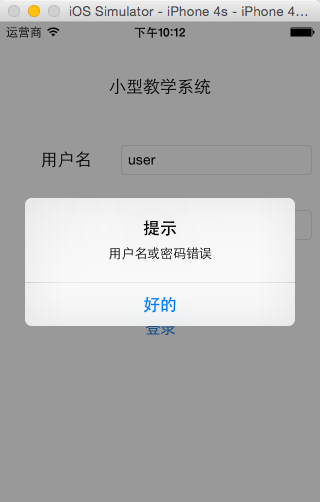 iOS Simulator - iPhone 4s - iPhone 4...
运营商 下午10:12
小型教学系统
用户名 user
提示
用户名或密码错误
好的
登录